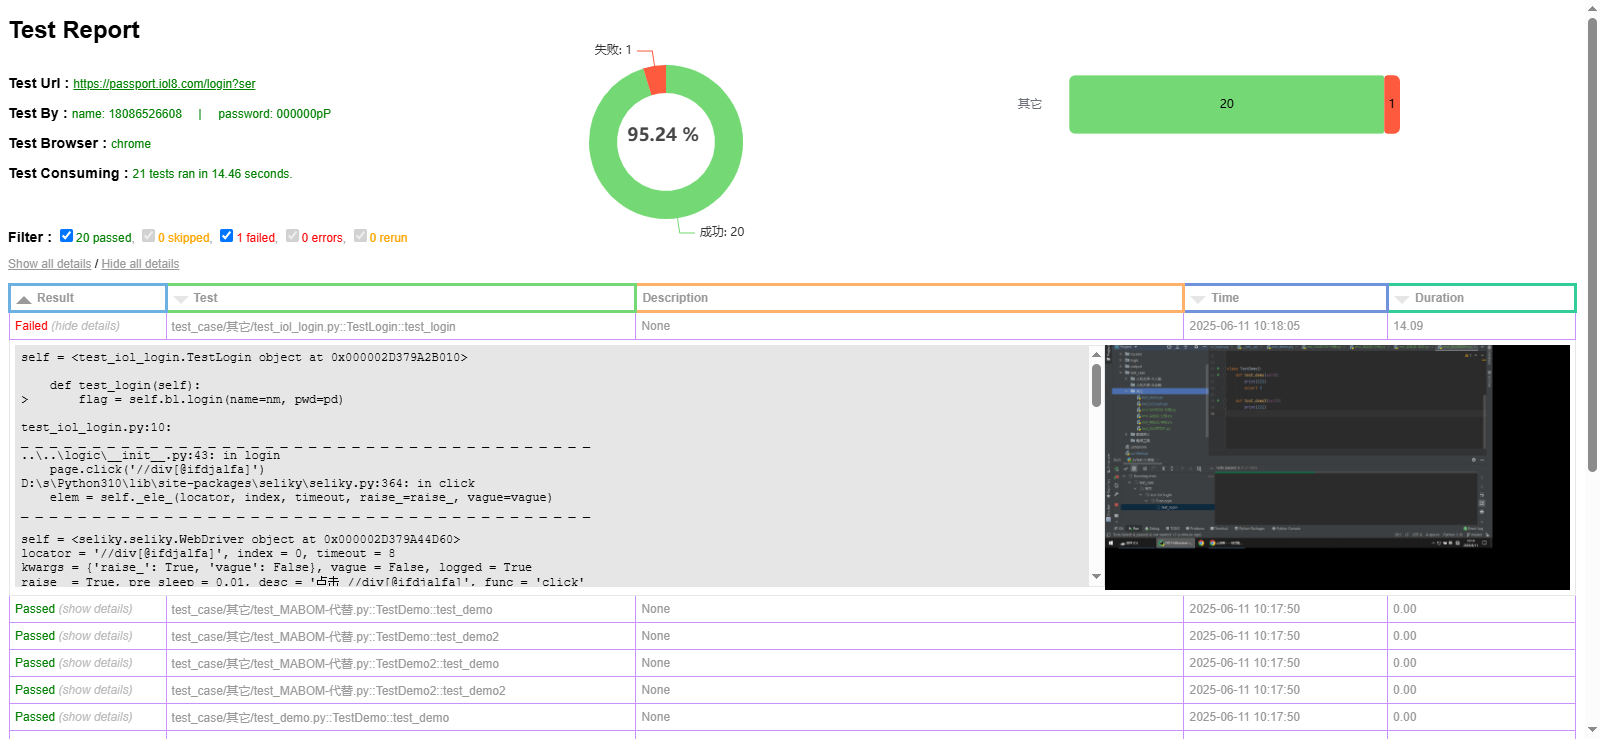 Test Report
Test Url : https://passport.iol8.com/login?ser
Test By : name: 18086526608 | password: 000000pP
Test Browser : chrome
Test Consuming : 21 tests ran in 14.46 seconds.
失败: 1
95.24 %
成功: 20
其它
20
1
Filter : 20 passed, 0 skipped, 1 failed, 0 errors, 0 rerun
Show all details / Hide all details
Result Test Description Time Duration
Failed (hide details) test_case/其它/test_iol_login.py::TestLogin::test_login None 2025-06-11 10:18:05 14.09
self = <test_iol_login.TestLogin object at 0x000002D379A2B010>
def test_login(self):
> flag = self.bl.login(name=nm, pwd=pd)
test_iol_login.py:10:
_ _ _ _ _ _ _ _ _ _ _ _ _ _ _ _ _ _ _ _ _ _ _ _ _ _ _ _ _ _ _ _ _ _ _ _ _ _ _ _
..\..\logic\__init__.py:43: in login
page.click('//div[@ifdjalfa]')
D:\s\Python310\lib\site-packages\seliky\seliky.py:364: in click
elem = self._ele_(locator, index, timeout, raise_=raise_, vague=vague)
_ _ _ _ _ _ _ _ _ _ _ _ _ _ _ _ _ _ _ _ _ _ _ _ _ _ _ _ _ _ _ _ _ _ _ _ _ _ _ _
self = <seliky.seliky.WebDriver object at 0x000002D379A44D60>
locator = '//div[@ifdjalfa]', index = 0, timeout = 8
kwargs = {'raise_': True, 'vague': False}, vague = False, logged = True
raise_ = True, pre_sleep = 0.01, desc = '点击 //div[@ifdjalfa]', func = 'click'
Passed (show details) test_case/其它/test_MABOM-代替.py::TestDemo::test_demo None 2025-06-11 10:17:50 0.00
Passed (show details) test_case/其它/test_MABOM-代替.py::TestDemo::test_demo2 None 2025-06-11 10:17:50 0.00
Passed (show details) test_case/其它/test_MABOM-代替.py::TestDemo2::test_demo None 2025-06-11 10:17:50 0.00
Passed (show details) test_case/其它/test_MABOM-代替.py::TestDemo2::test_demo2 None 2025-06-11 10:17:50 0.00
Passed (show details) test_case/其它/test_demo.py::TestDemo::test_demo None 2025-06-11 10:17:50 0.00